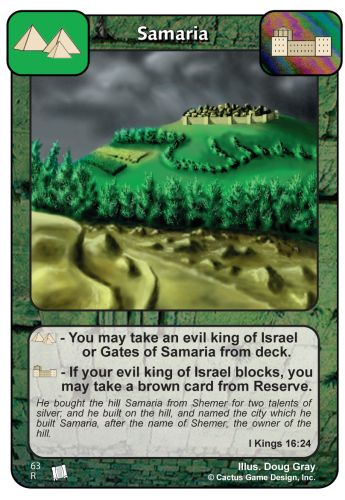 Samaria
- You may take an evil king of Israel
or Gates of Samaria from deck.
- If your evil king of Israel blocks, you
may take a brown card from Reserve.
He bought the hill Samaria from Shemer for two talents of
silver; and he built on the hill, and named the city which he
built Samaria, after the name of Shemer, the owner of the
hill.
I Kings 16:24
63
R
Illus. Doug Gray
© Cactus Game Design, Inc.